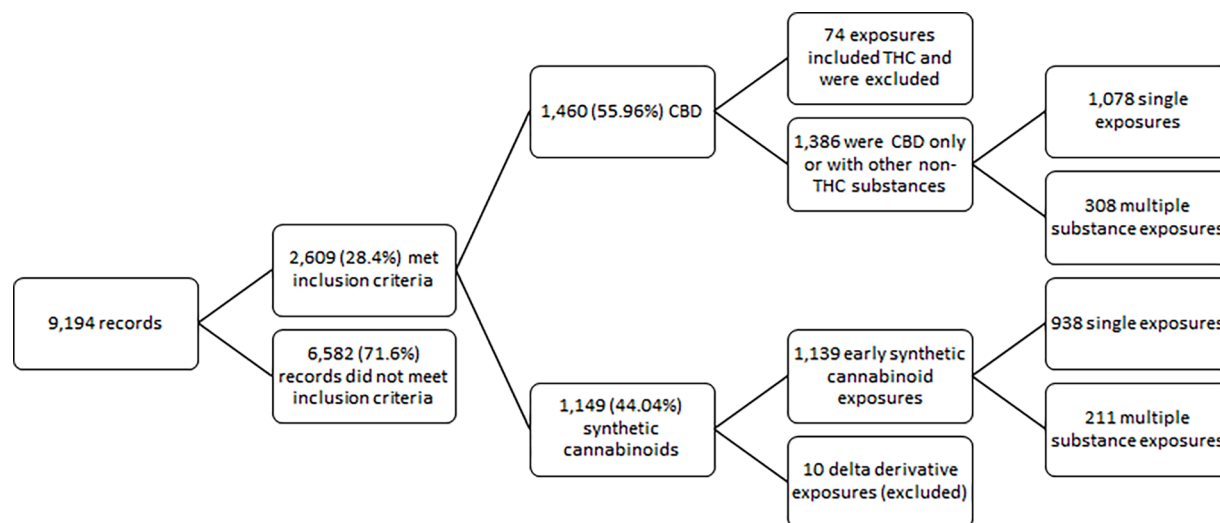 9,194 records
2,609 (28.4%) met
inclusion criteria
6,582 (71.6%)
records did not meet
inclusion criteria
1,460 (55.96%) CBD
1,149 (44.04%)
synthetic
cannabinoids
74 exposures
included THC and
were excluded
1,386 were CBD only
or with other non-
THC substances
1,139 early synthetic
cannabinoid
exposures
10 delta derivative
exposures (excluded)
1,078 single
exposures
308 multiple
substance exposures
938 single exposures
211 multiple
substance exposures